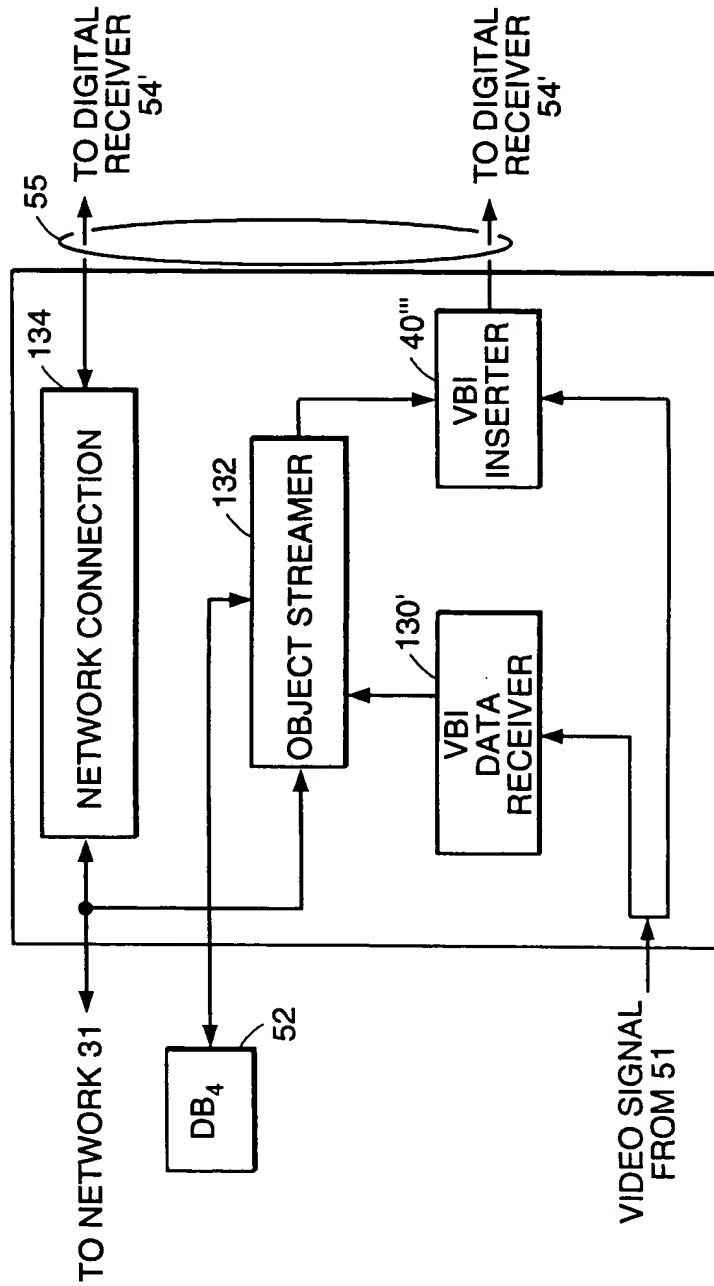 TO NETWORK 31
134
NETWORK CONNECTION
55
TO DIGITAL
RECEIVER
54'
DB4
52
132
OBJECT STREAMER
130'
VBI
DATA
RECEIVER
40'''
VBI
INSERTER
TO DIGITAL
RECEIVER
54'
VIDEO SIGNAL
FROM 51